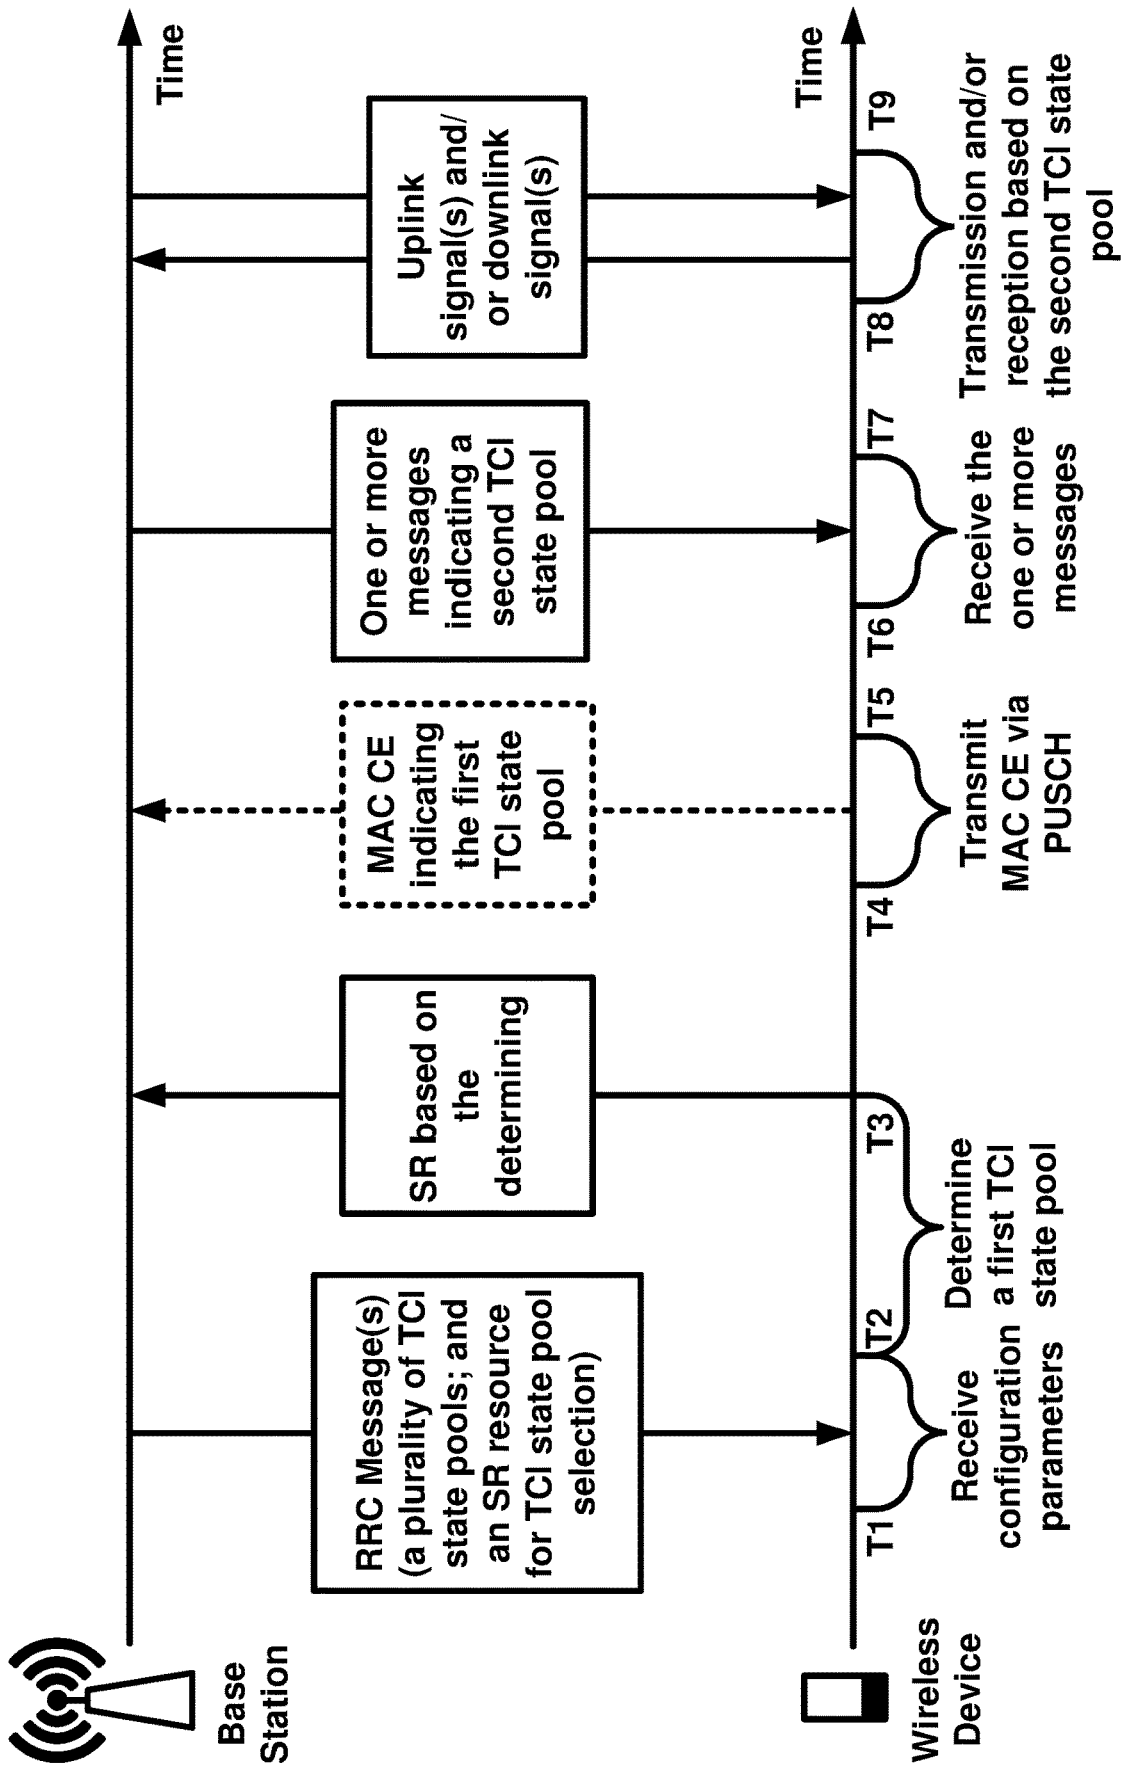 Base
Station
Time
RRC Message(s)
(a plurality of TCI
state pools; and
an SR resource
for TCI state pool
selection)
SR based on
the
determining
MAC CE
indicating
the first
TCI state
pool
One or more
messages
indicating a
second TCI
state pool
Uplink
signal(s) and/
or downlink
signal(s)
Wireless
Device
Time
T1
T2
T3
T4
T5
T6
T7
T8
T9
Receive
configuration
parameters
Determine
a first TCI
state pool
Transmit
MAC CE via
PUSCH
Receive the
one or more
messages
Transmission and/or
reception based on
the second TCI state
pool